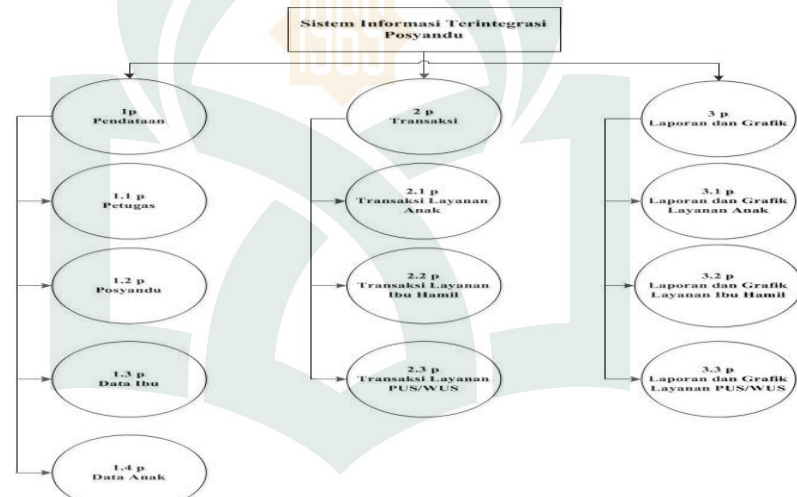 Sistem Informasi Terintegrasi
Posyandu
1p
Pendataan
1.1 p
Petugas
1.2 p
Posyandu
1.3 p
Data Ibu
1.4 p
Data Anak
2 p
Transaksi
2.1 p
Transaksi Layanan
Anak
2.2 p
Transaksi Layanan
Ibu Hamil
2.3 p
Transaksi Layanan
PUS/WUS
3 p
Laporan dan Grafik
3.1 p
Laporan dan Grafik
Layanan Anak
3.2 p
Laporan dan Grafik
Layanan Ibu Hamil
3.3 p
Laporan dan Grafik
Layanan PUS/WUS